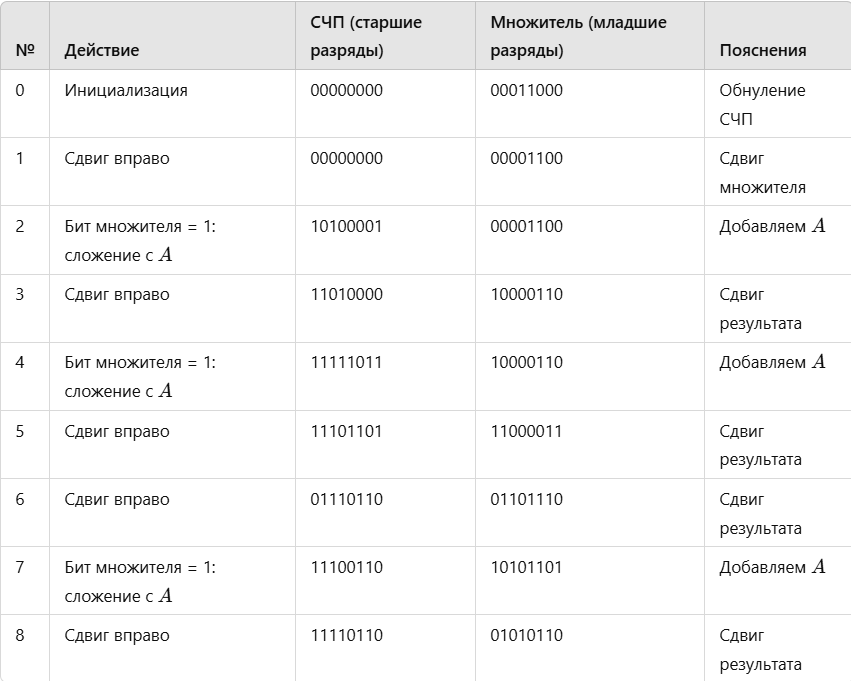 № Действие СЧП (старшие разряды) Множитель (младшие разряды) Пояснения
0 Инициализация 00000000 00011000 Обнуление СЧП
1 Сдвиг вправо 00000000 00001100 Сдвиг множителя
2 Бит множителя = 1: сложение с A 10100001 00001100 Добавляем A
3 Сдвиг вправо 11010000 10000110 Сдвиг результата
4 Бит множителя = 1: сложение с A 11111011 10000110 Добавляем A
5 Сдвиг вправо 11101101 11000011 Сдвиг результата
6 Сдвиг вправо 01110110 01101110 Сдвиг результата
7 Бит множителя = 1: сложение с A 11100110 10101101 Добавляем A
8 Сдвиг вправо 11110110 01010110 Сдвиг результата